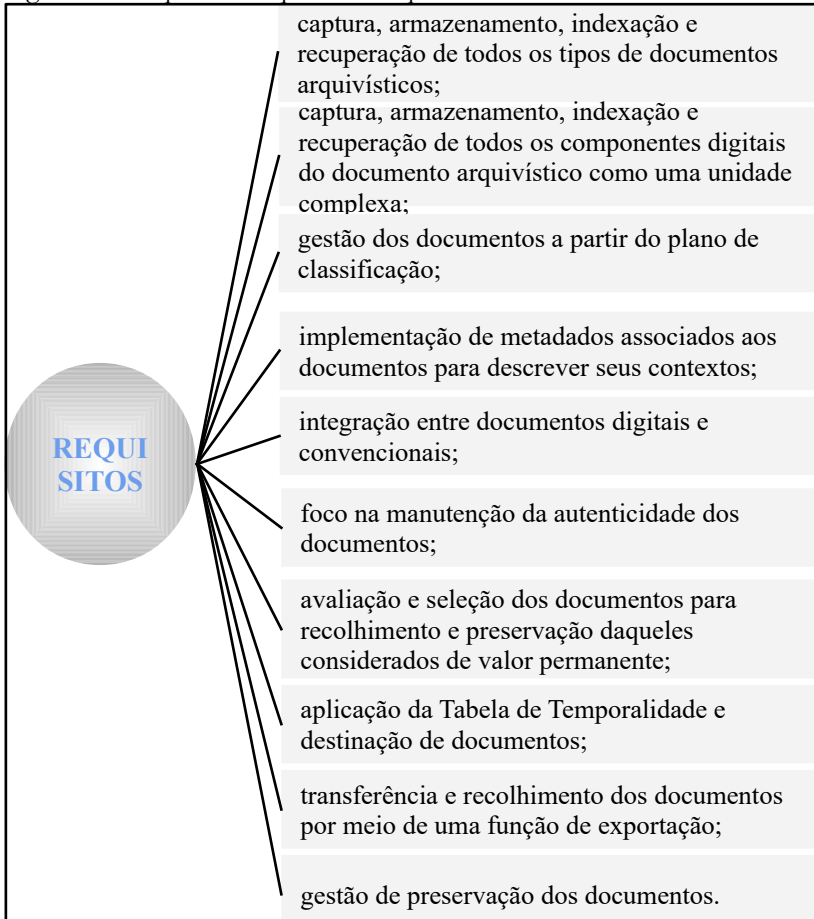 captura, armazenamento, indexação e
recuperação de todos os tipos de documentos
arquivísticos;
captura, armazenamento, indexação e
recuperação de todos os componentes digitais
do documento arquivístico como uma unidade
complexa;
gestão dos documentos a partir do plano de
classificação;
implementação de metadados associados aos
documentos para descrever seus contextos;
REQUI
SITOS
integração entre documentos digitais e
convencionais;
foco na manutenção da autenticidade dos
documentos;
avaliação e seleção dos documentos para
recolhimento e preservação daqueles
considerados de valor permanente;
aplicação da Tabela de Temporalidade e
destinação de documentos;
transferência e recolhimento dos documentos
por meio de uma função de exportação;
gestão de preservação dos documentos.